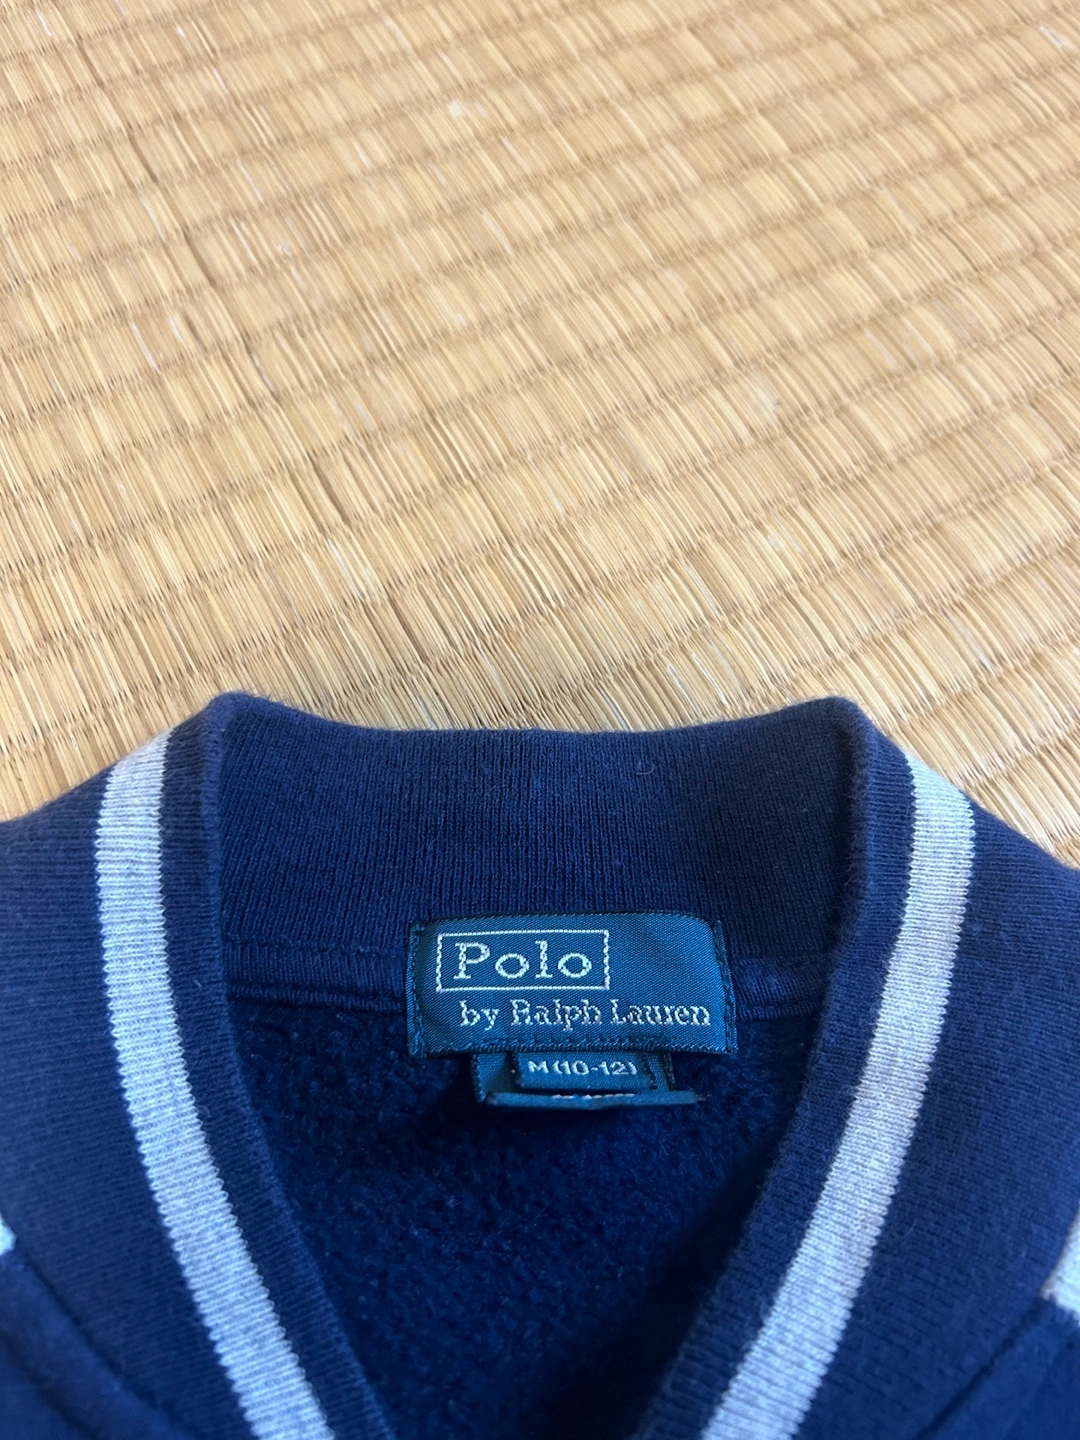 Polo
by Ralph Lauren
M (10-12)